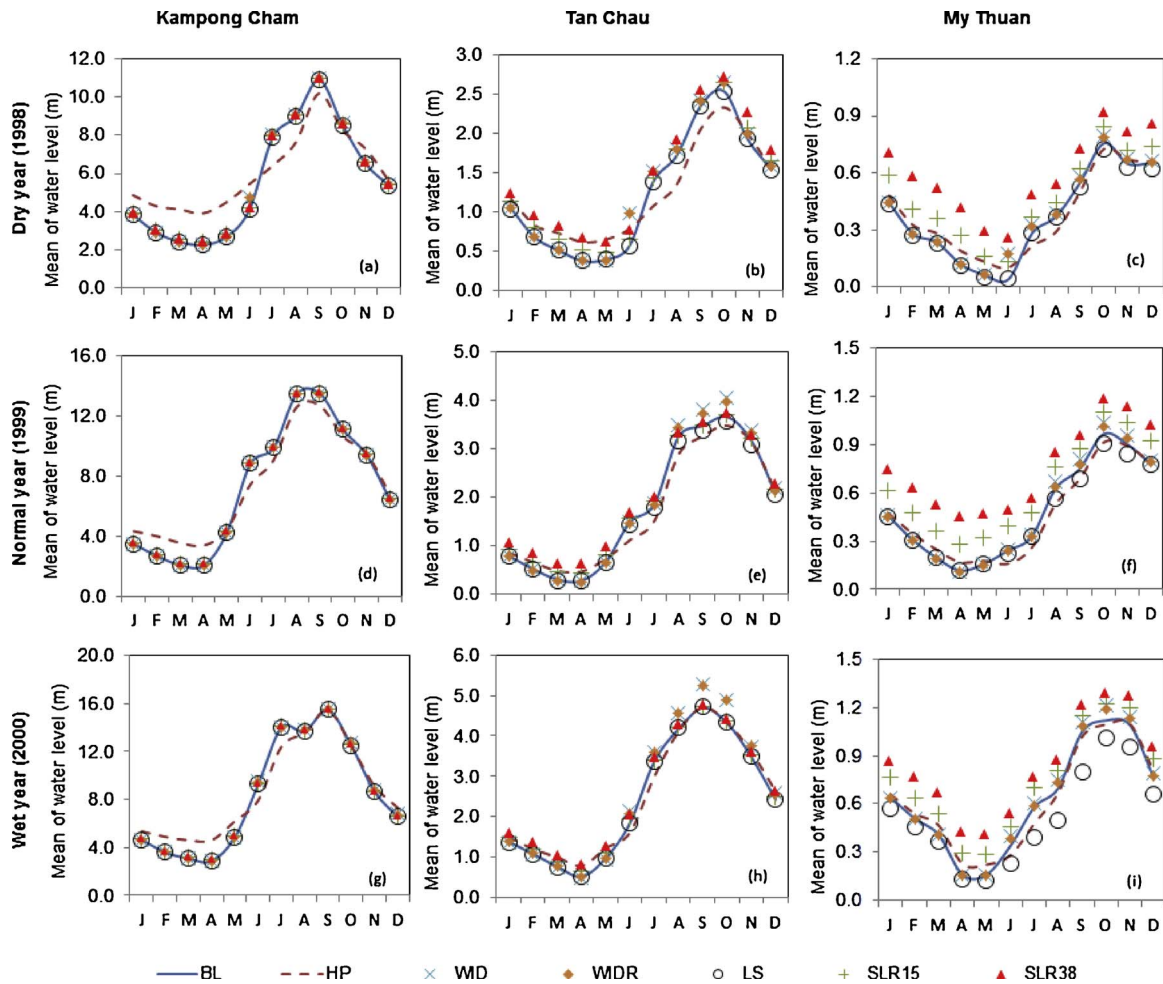 Kampong Cham
Tan Chau
My Thuan
Dry year (1998)
Mean of water level (m)
12.0
10.0
8.0
6.0
4.0
2.0
0.0
J F M A M J J A S O N D
(a)
Mean of water level (m)
3.0
2.5
2.0
1.5
1.0
0.5
0.0
J F M A M J J A S O N D
(b)
Mean of water level (m)
1.2
0.9
0.6
0.3
0.0
J F M A M J J A S O N D
(c)
Normal year (1999)
Mean of water level (m)
16.0
12.0
8.0
4.0
0.0
J F M A M J J A S O N D
(d)
Mean of water level (m)
5.0
4.0
3.0
2.0
1.0
0.0
J F M A M J J A S O N D
(e)
Mean of water level (m)
1.5
1.2
0.9
0.6
0.3
0.0
J F M A M J J A S O N D
(f)
Wet year (2000)
Mean of water level (m)
20.0
16.0
12.0
8.0
4.0
0.0
J F M A M J J A S O N D
(g)
Mean of water level (m)
6.0
5.0
4.0
3.0
2.0
1.0
0.0
J F M A M J J A S O N D
(h)
Mean of water level (m)
1.5
1.2
0.9
0.6
0.3
0.0
J F M A M J J A S O N D
(i)
BL HP WID WIDR LS SLR15 SLR38